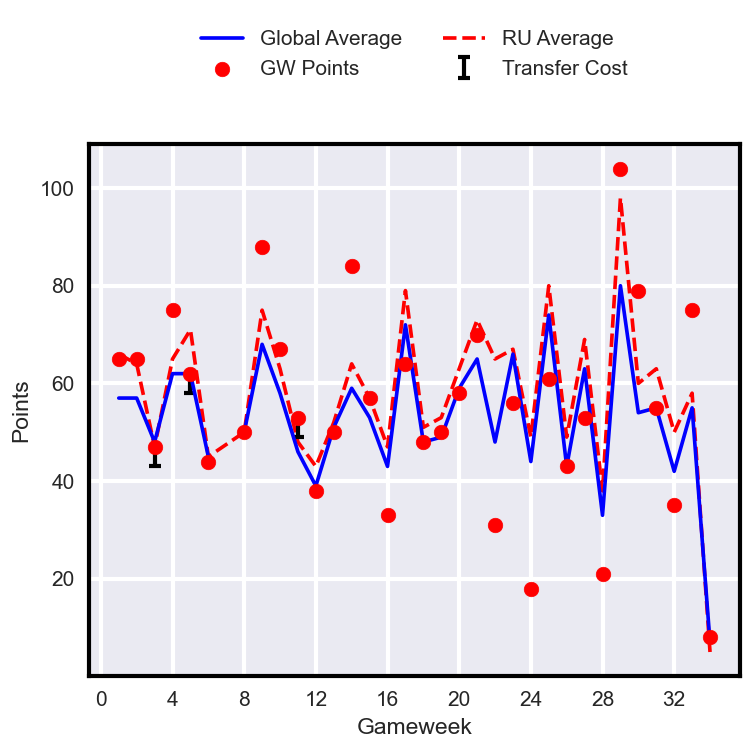 Global Average
RU Average
GW Points
Transfer Cost
100
80
60
40
20
Points
0 4 8 12 16 20 24 28 32
Gameweek